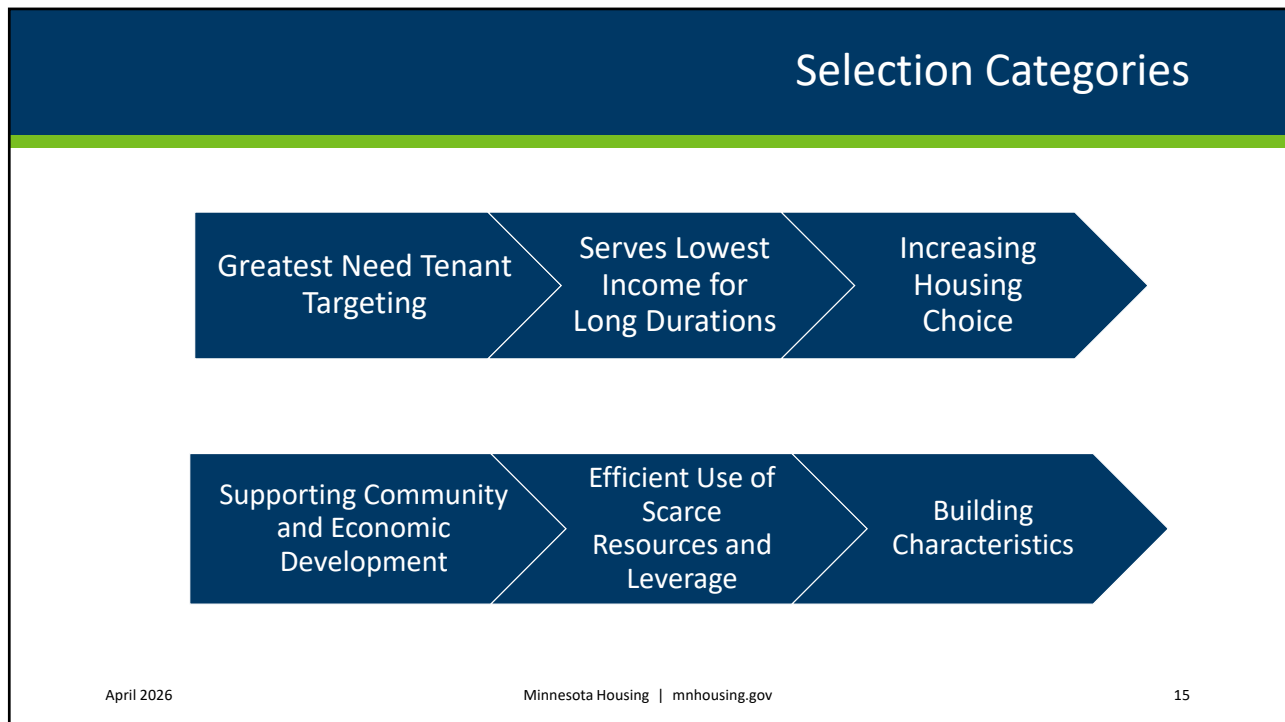 Selection Categories
Greatest Need Tenant
Targeting
Serves Lowest
Income for
Long Durations
Increasing
Housing
Choice
Supporting Community
and Economic
Development
Efficient Use of
Scarce
Resources and
Leverage
Building
Characteristics
April 2026
Minnesota Housing | mnhousing.gov
15